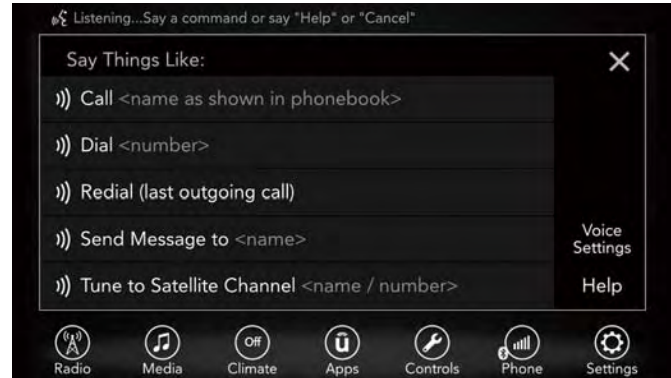 Listening...Say a command or say "Help" or "Cancel"
Say Things Like:
Call <name as shown in phonebook>
Dial <number>
Redial (last outgoing call)
Send Message to <name>
Voice
Settings
Tune to Satellite Channel <name / number>
Help
Off
ū
Radio
Media
Climate
Apps
Controls
Phone
Settings